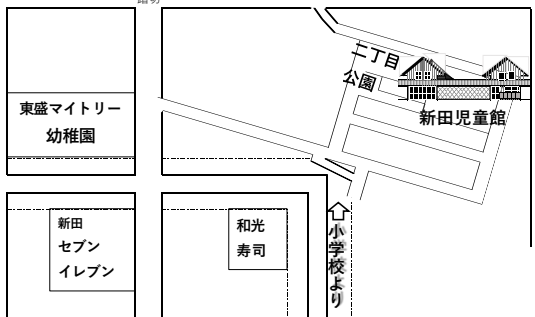 二丁目
公園
新田児童館
東盛マイトリー
幼稚園
新田
セブン
イレブン
和光
寿司
小学校より